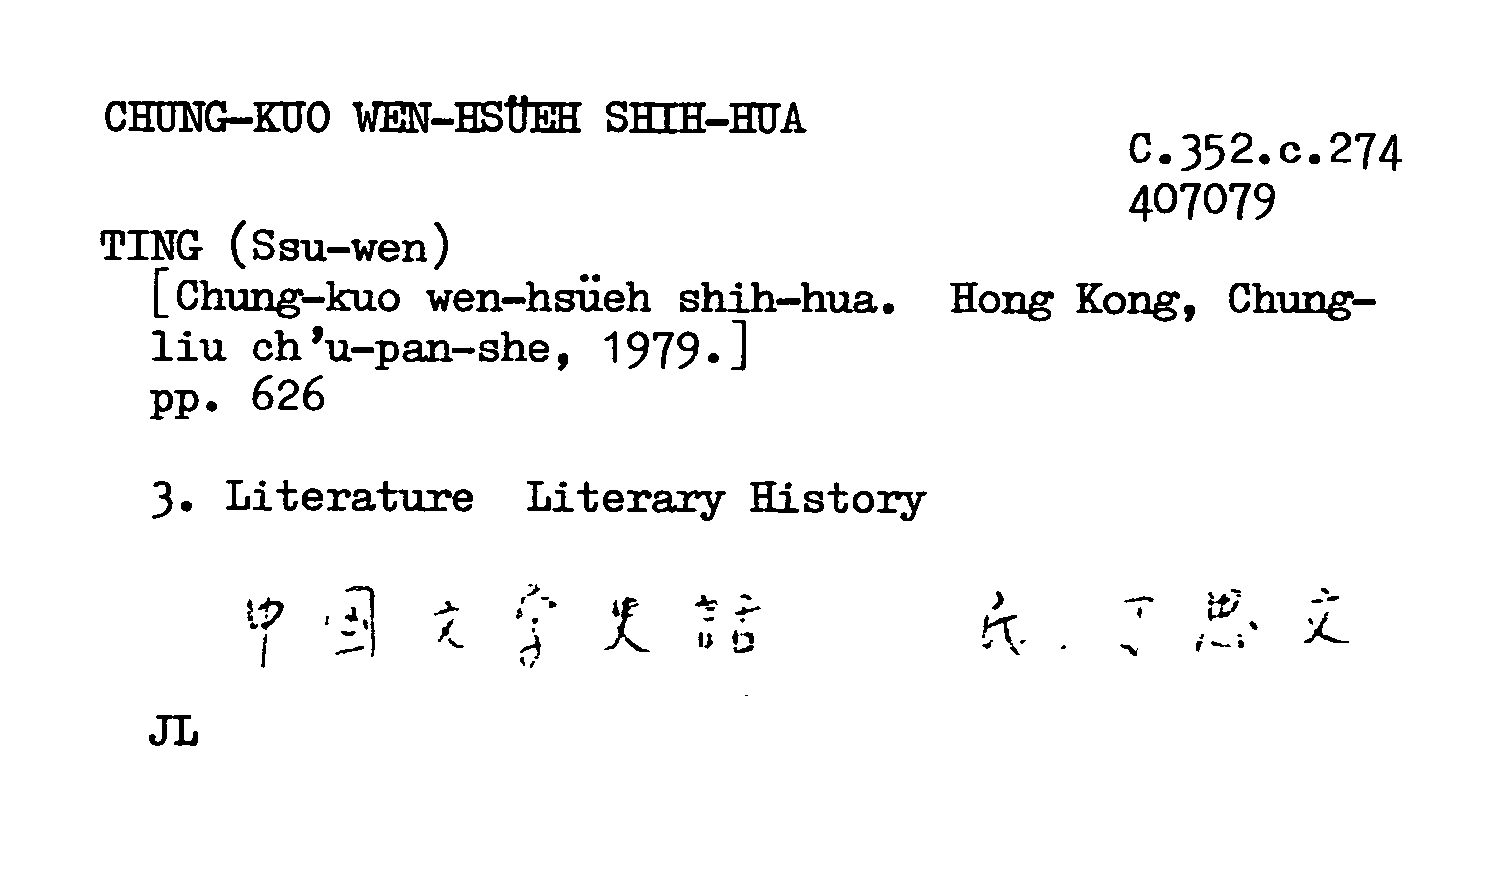 CHUNG-KUO WEN-HSÜEH SHIH-HUA
C.352.c.274
407079
TING (Ssu-wen)
[Chung-kuo wen-hsüeh shih-hua. Hong Kong, Chung-
liu ch'u-pan-she, 1979.]
pp. 626
3. Literature Literary History
中國文学史話 丁思文
JL